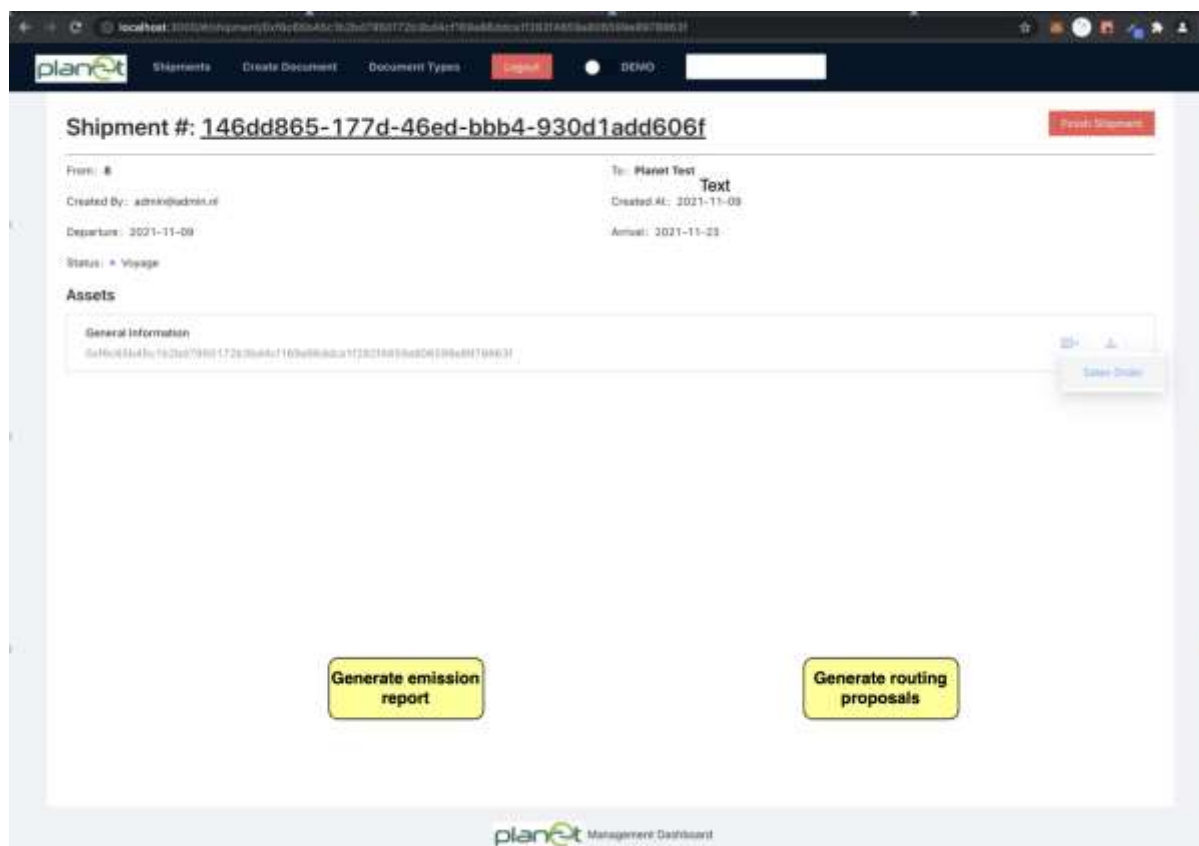 localhost
planet Shipments Create Document Document Types Logout DEMO
Shipment #: 146dd865-177d-46ed-bbb4-930d1add606f Finish Shipment
From: 8 To: Planet Test
Text
Created By: admin@admin.nl Created At: 2021-11-09
Departure: 2021-11-09 Arrival: 2021-11-23
Status: Voyage
Assets
General Information
Sales Order
Generate emission
report
Generate routing
proposals
planet Management Dashboard